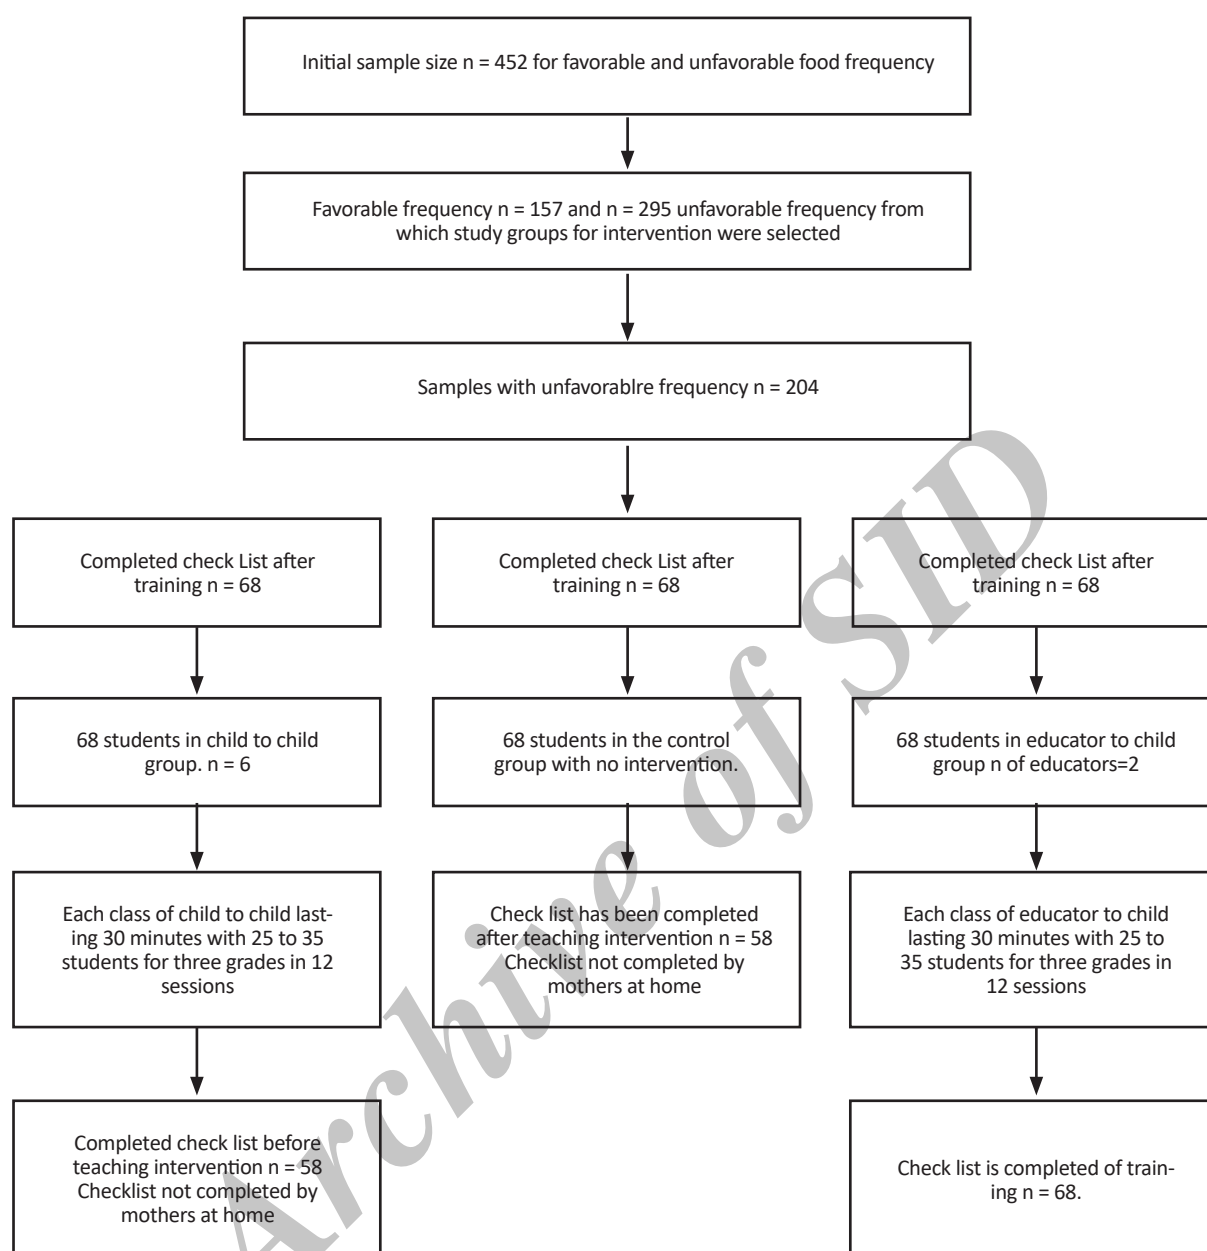 Initial sample size n = 452 for favorable and unfavorable food frequency
Favorable frequency n = 157 and n = 295 unfavorable frequency from
which study groups for intervention were selected
Samples with unfavorablre frequency n = 204
Completed check List after
training n = 68
Completed check List after
training n = 68
Completed check List after
training n = 68
68 students in child to child
group. n = 6
68 students in the control
group with no intervention.
68 students in educator to child
group n of educators=2
Each class of child to child last-
ing 30 minutes with 25 to 35
students for three grades in 12
sessions
Check list has been completed
after teaching intervention n = 58
Checklist not completed by
mothers at home
Each class of educator to child
lasting 30 minutes with 25 to
35 students for three grades in
12 sessions
Completed check list before
teaching intervention n = 58
Checklist not completed by
mothers at home
Check list is completed of train-
ing n = 68.
Archive of SID